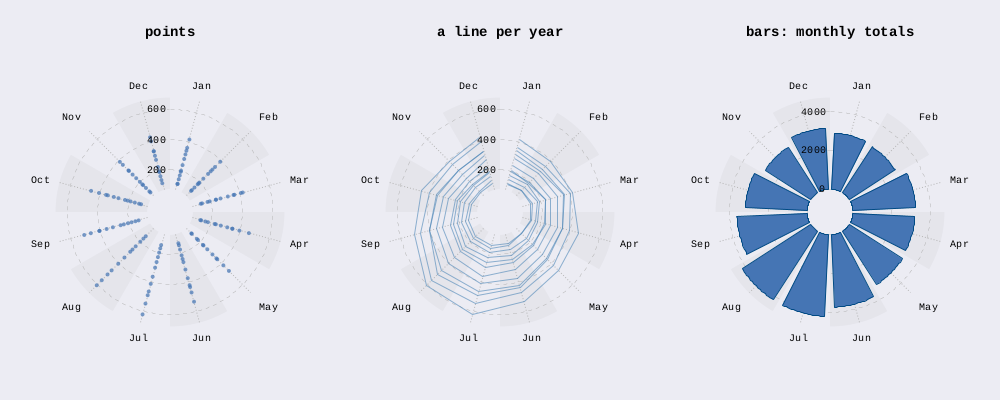 points
Dec Jan
Nov 600 Feb
400
200
Oct Mar
Sep Apr
Aug May
Jul Jun
a line per year
Dec Jan
Nov 600 Feb
400
200
Oct Mar
Sep Apr
Aug May
Jul Jun
bars: monthly totals
Dec Jan
Nov 4000 Feb
2000
Oct 0 Mar
Sep Apr
Aug May
Jul Jun